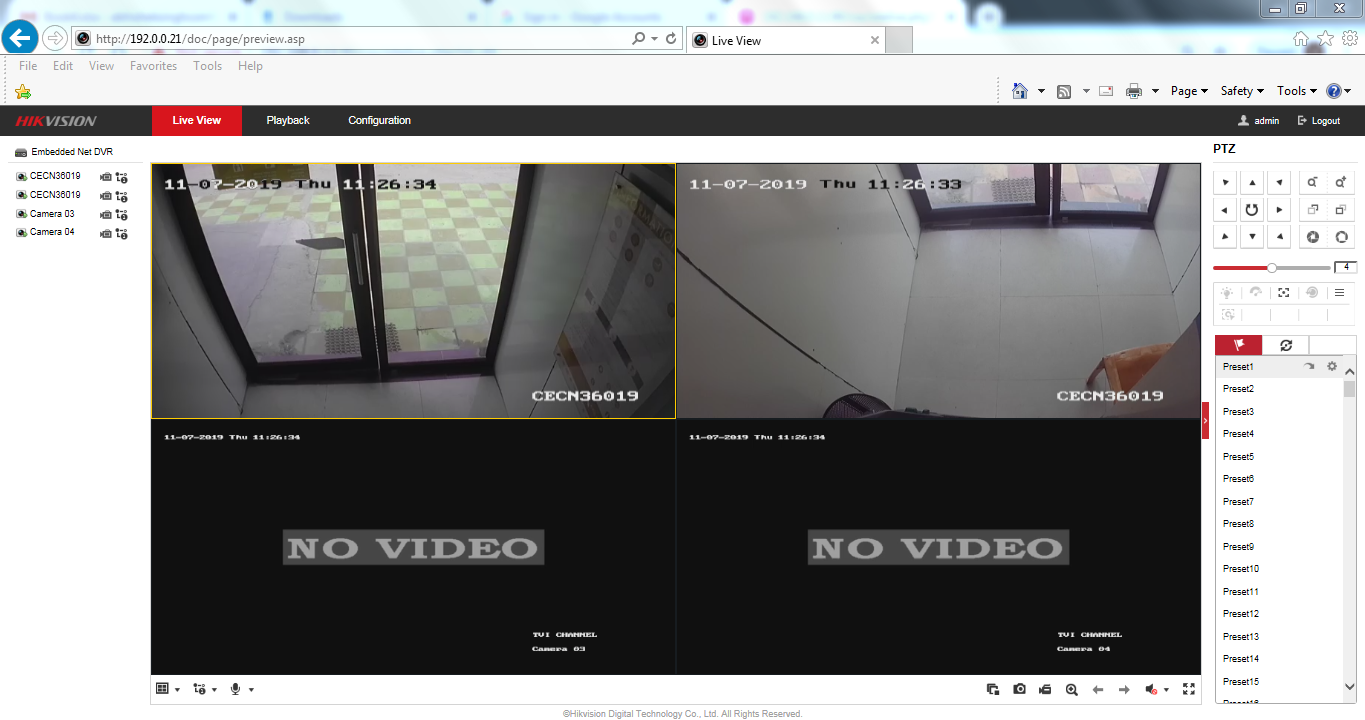 http://192.0.0.21/doc/page/preview.asp
Live View
File Edit View Favorites Tools Help
Page Safety Tools
HIKVISION
Live View Playback Configuration
admin Logout
Embedded Net DVR
CECN36019
CECN36019
Camera 03
Camera 04
11-07-2019 Thu 11:26:34
CECN36019
11-07-2019 Thu 11:26:33
CECN36019
11-07-2019 Thu 11:26:34
NO VIDEO
TVI CHANNEL
Camera 03
11-07-2019 Thu 11:26:34
NO VIDEO
TVI CHANNEL
Camera 04
PTZ
4
Preset1
Preset2
Preset3
Preset4
Preset5
Preset6
Preset7
Preset8
Preset9
Preset10
Preset11
Preset12
Preset13
Preset14
Preset15
©Hikvision Digital Technology Co., Ltd. All Rights Reserved.